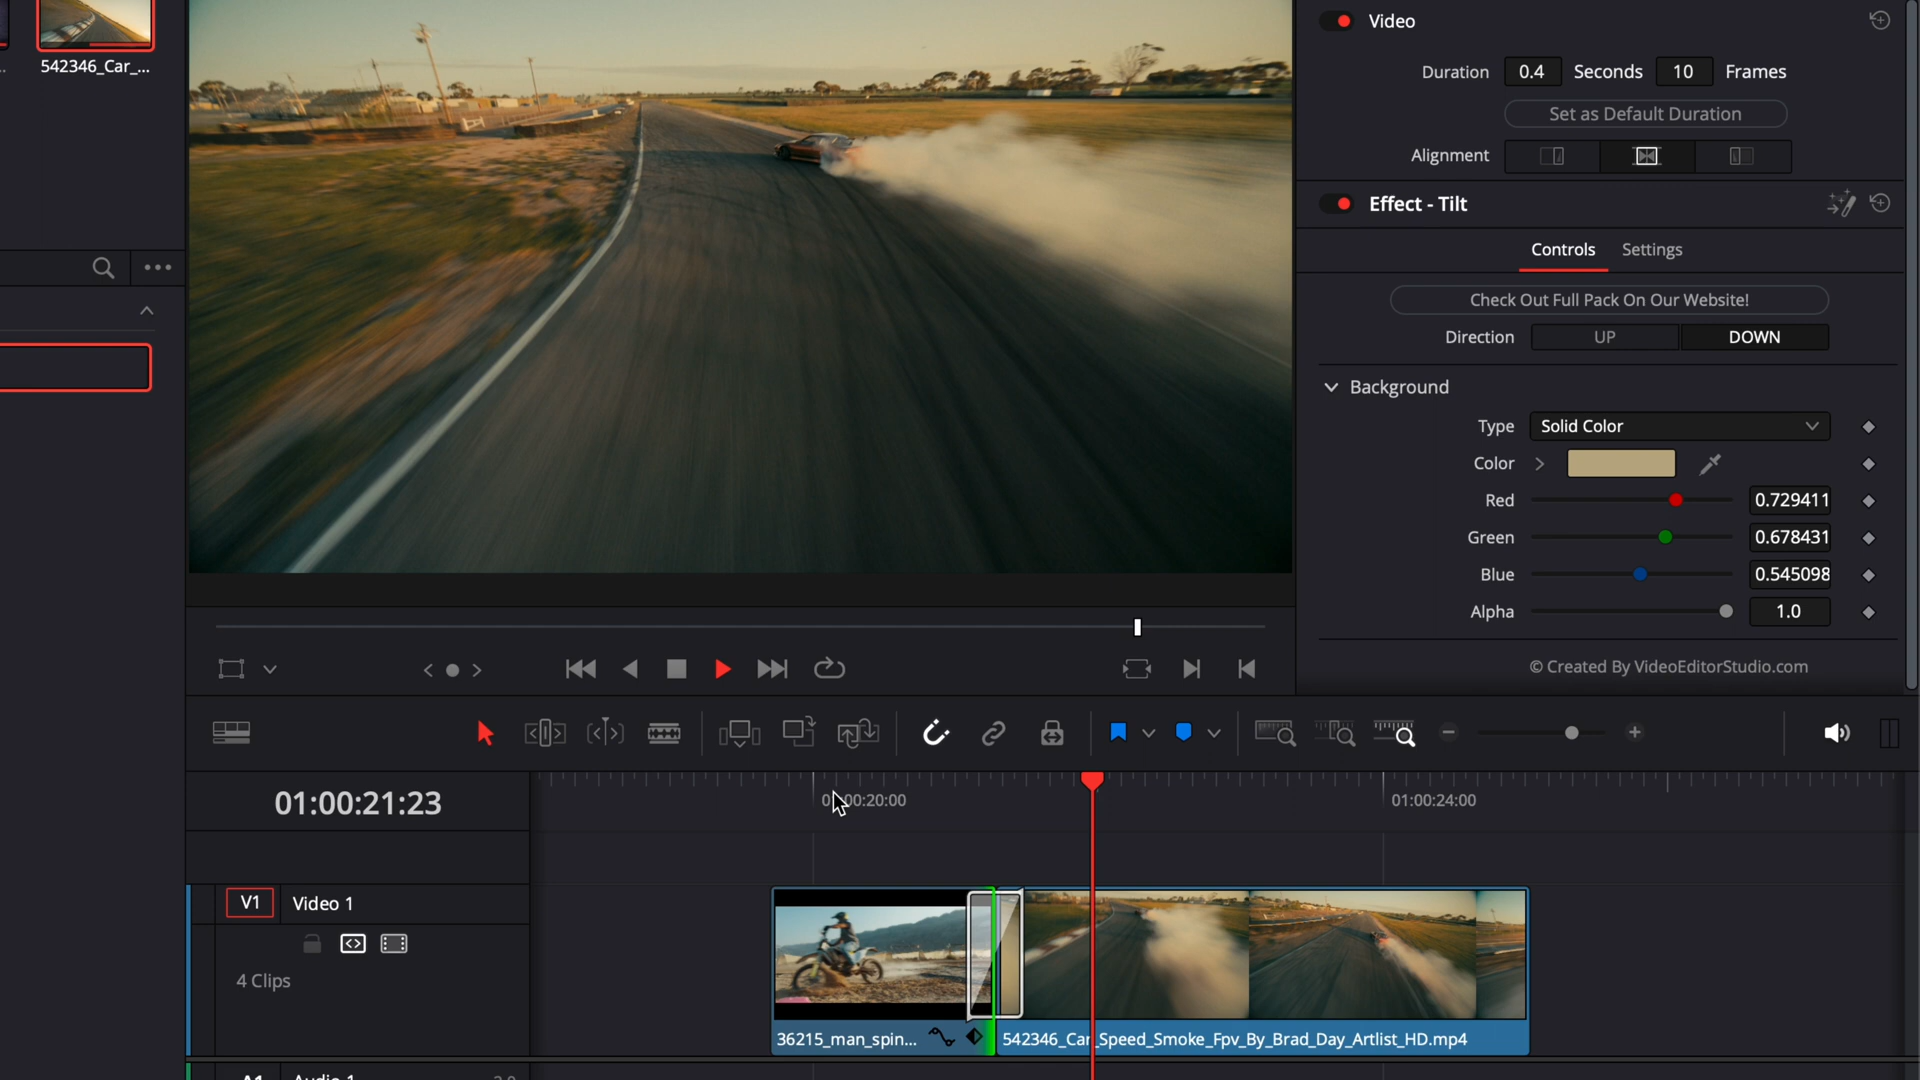 542346_Car_...
Video
Duration 0.4 Seconds 10 Frames
Set as Default Duration
Alignment
Effect - Tilt
Controls Settings
Check Out Full Pack On Our Website!
Direction UP DOWN
Background
Type Solid Color
Color
Red 0.729411
Green 0.678431
Blue 0.545098
Alpha 1.0
© Created By VideoEditorStudio.com
01:00:21:23
01:00:24:00
V1 Video 1
4 Clips
36215_man_spin...
542346_Car_Speed_Smoke_Fpv_By_Brad_Day_Artlist_HD.mp4
A1 Audio 1 2.0